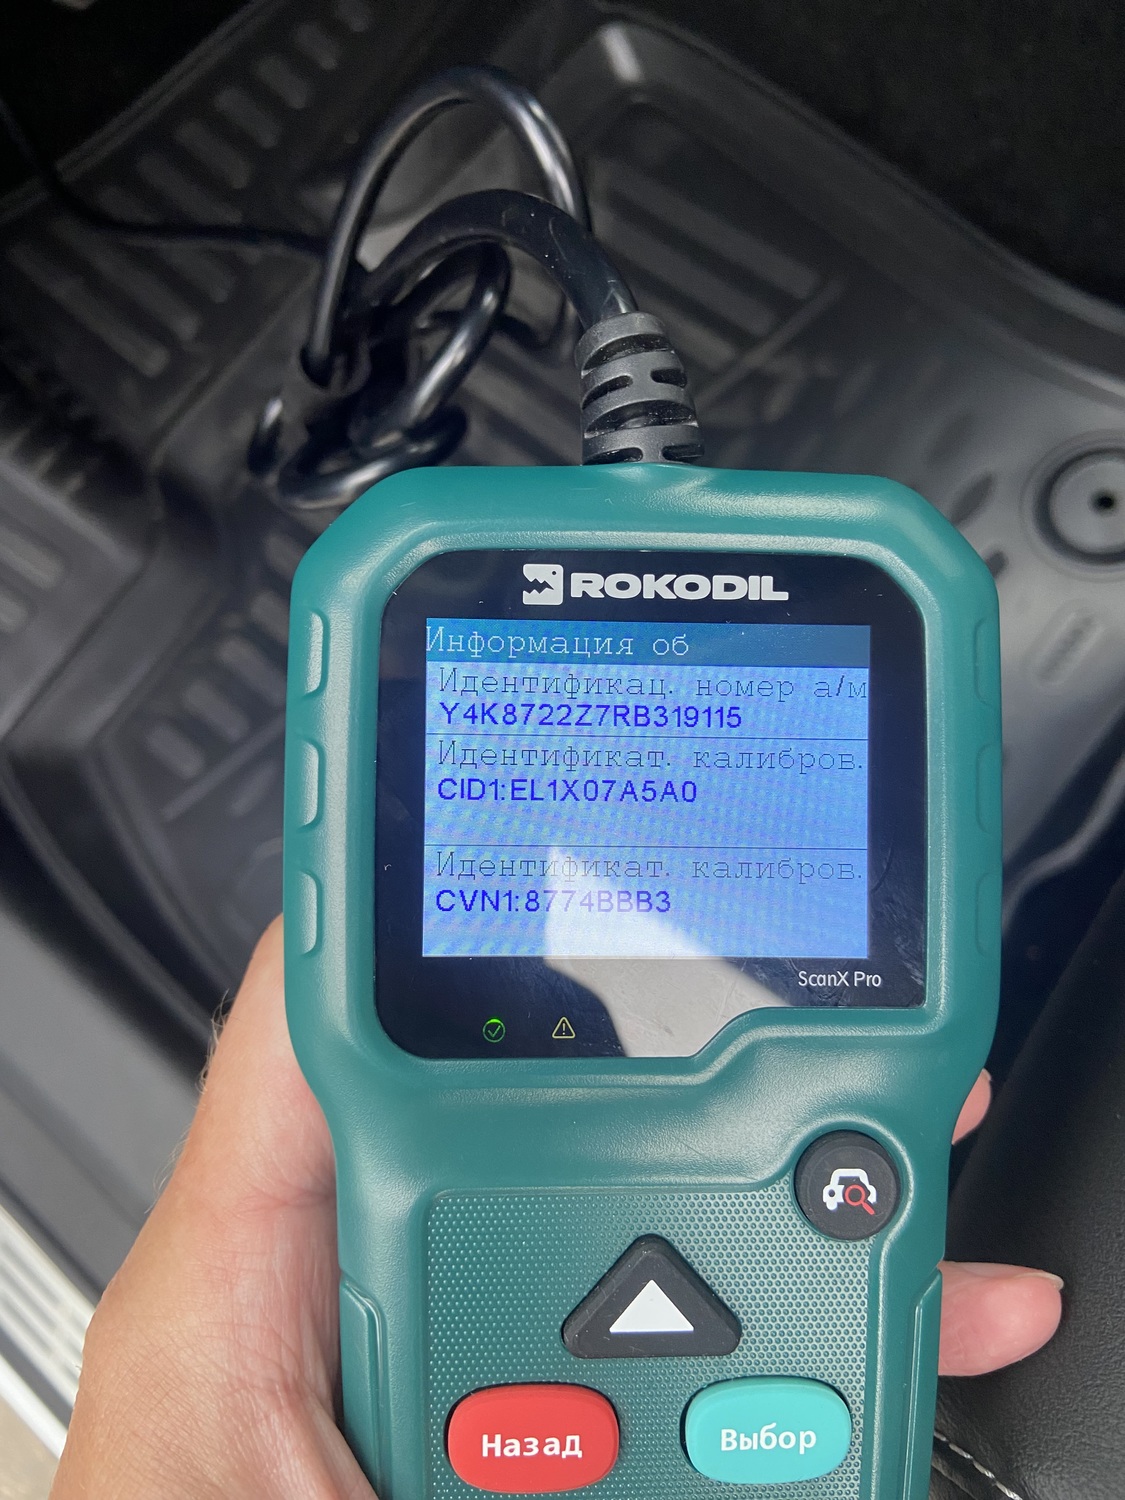 ROKODIL
Информация об
Идентификац. номер а/м
Y4K8722Z7RB319115
Идентификат. калибров.
CID1:EL1X07A5A0
Идентификат. калибров.
CVN1:8774BBB3
ScanX Pro
Назад
Выбор